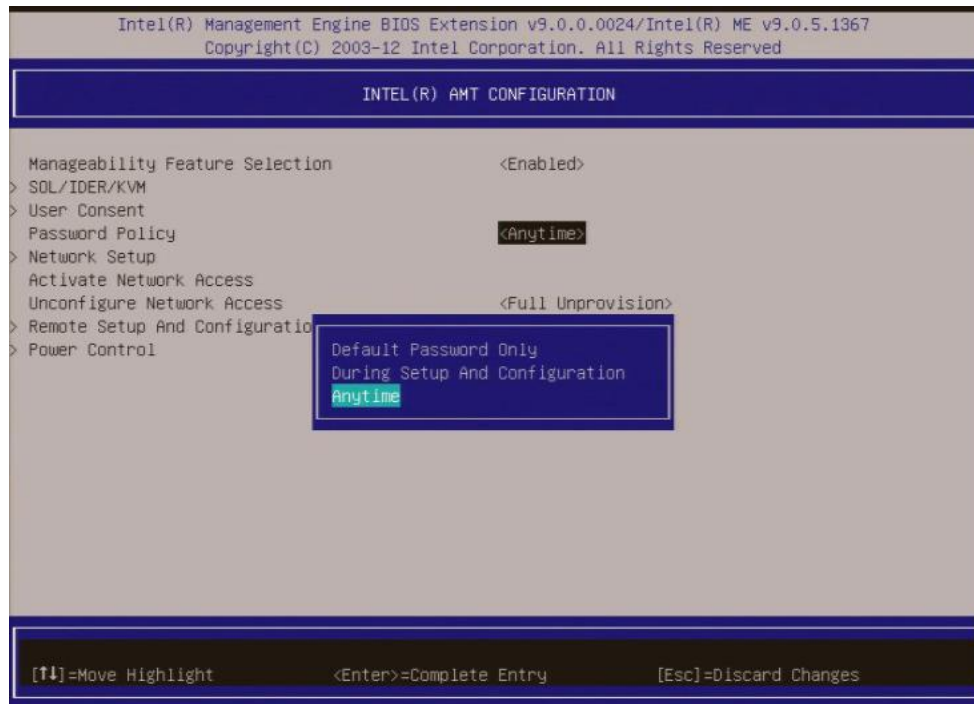 Intel(R) Management Engine BIOS Extension v9.0.0.0024/Intel(R) ME v9.0.5.1367
Copyright(C) 2003-12 Intel Corporation. All Rights Reserved
INTEL(R) AMT CONFIGURATION
Manageability Feature Selection <Enabled>
> SOL/IDER/KVM
> User Consent
Password Policy <Anytime>
> Network Setup
Activate Network Access
Unconfigure Network Access <Full Unprovision>
> Remote Setup And Configuratio
> Power Control
Default Password Only
During Setup And Configuration
Anytime
[↑↓]=Move Highlight <Enter>=Complete Entry [Esc]=Discard Changes